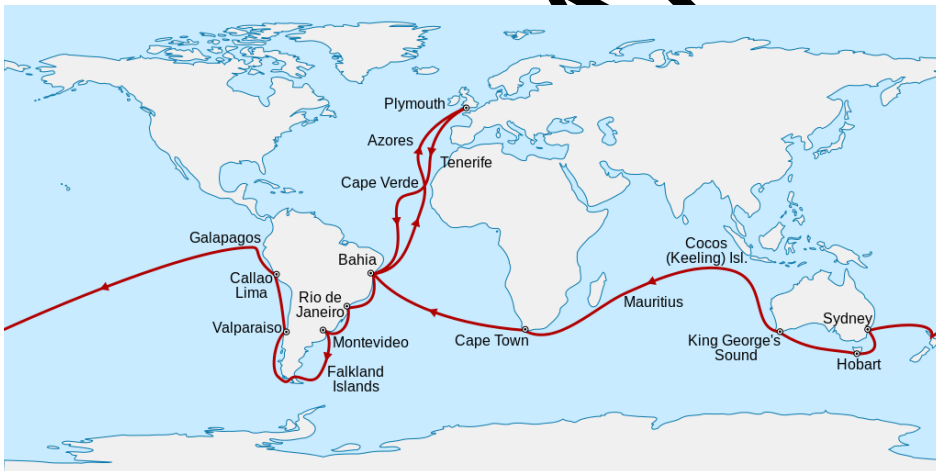 Plymouth
Azores
Tenerife
Cape Verde
Galapagos
Cocos
(Keeling) Isl.
Bahia
Callao
Lima
Rio de
Janeiro
Mauritius
Valparaiso
Montevideo
Cape Town
Sydney
King George's
Sound
Hobart
Falkland
Islands